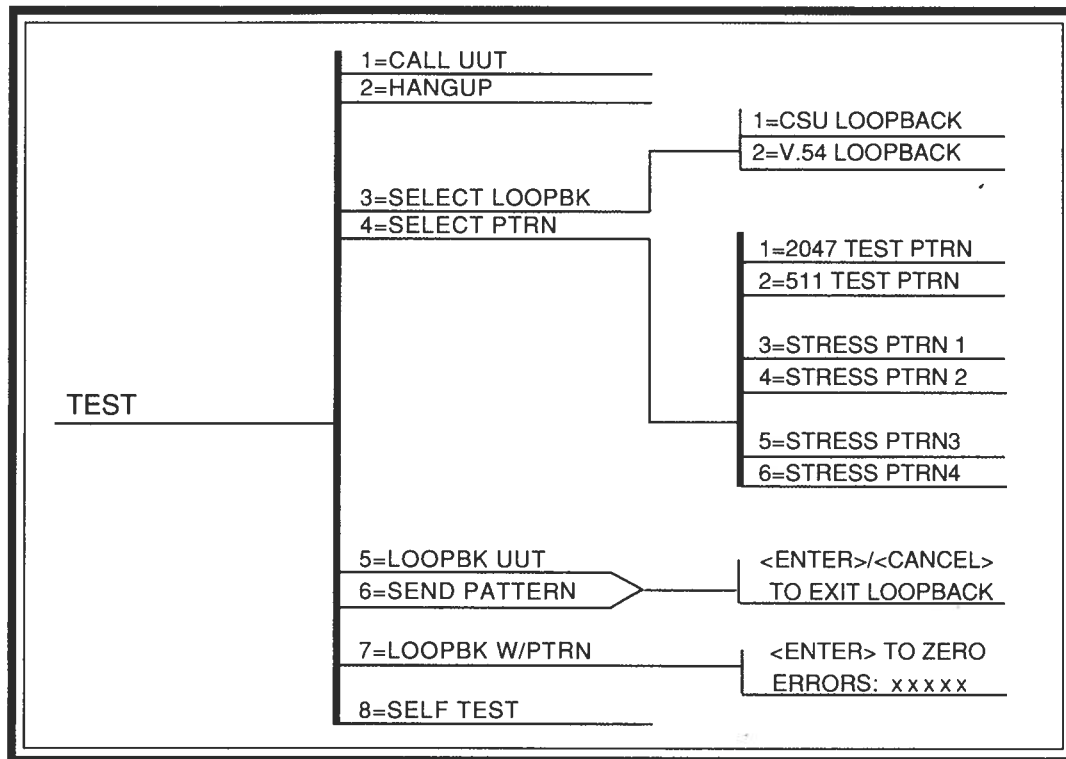 1=CALL UUT
2=HANGUP
1=CSU LOOPBACK
2=V.54 LOOPBACK
3=SELECT LOOPBK
4=SELECT PTRN
1=2047 TEST PTRN
2=511 TEST PTRN
3=STRESS PTRN 1
4=STRESS PTRN 2
TEST
5=STRESS PTRN3
6=STRESS PTRN4
5=LOOPBK UUT
6=SEND PATTERN
<ENTER>/<CANCEL>
TO EXIT LOOPBACK
7=LOOPBK W/PTRN
<ENTER> TO ZERO
ERRORS: x x x x x
8=SELF TEST